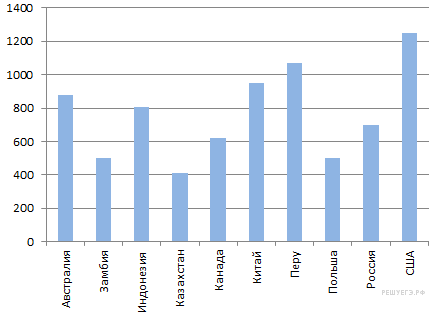 1400
1200
1000
800
600
400
200
0
Австралия
Замбия
Индонезия
Казахстан
Канада
Китай
Перу
Польша
Россия
США
РЕШУЕГЭ.РФ